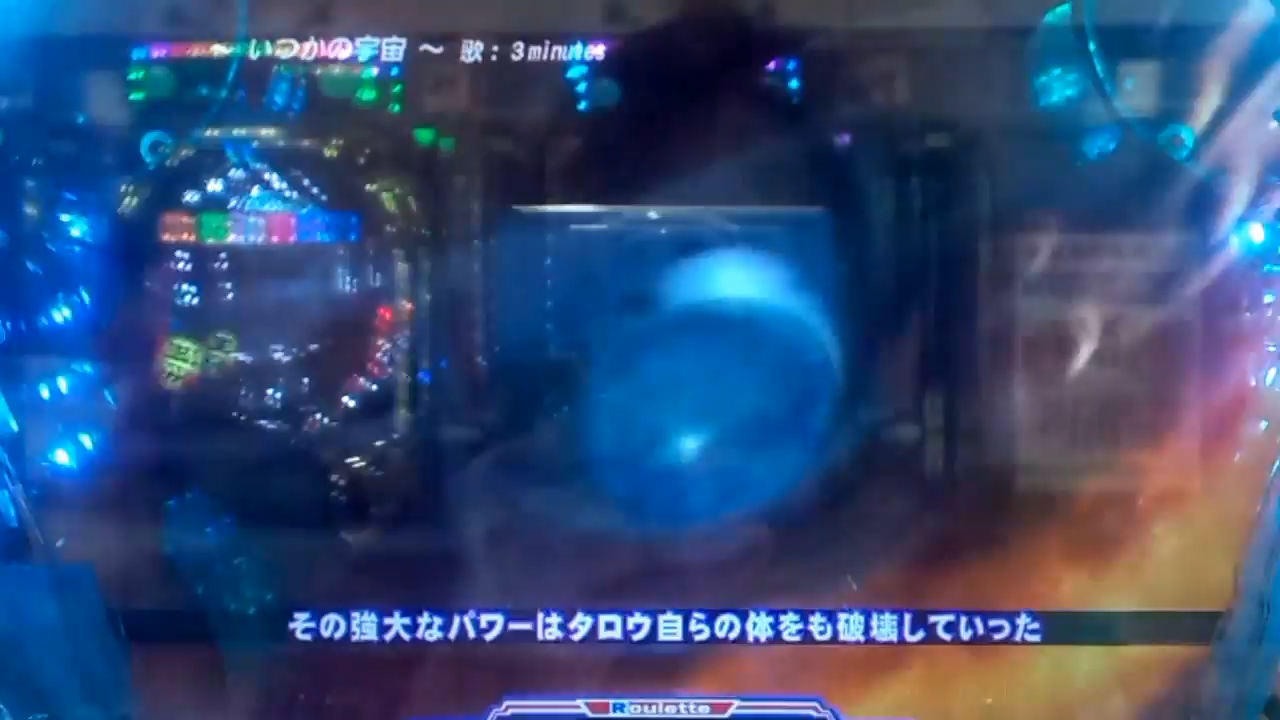 ～ いつかの宇宙 ～ 歌：3minutes
その強大なパワーはタロウ自らの体をも破壊していった
Roulette